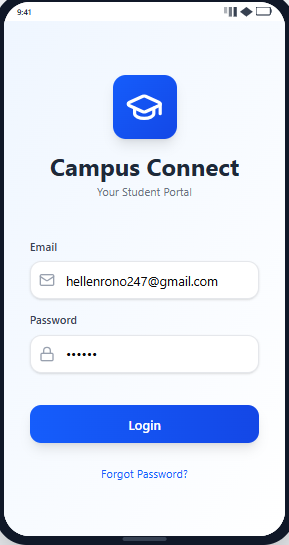 9:41
Campus Connect
Your Student Portal
Email
hellenrono247@gmail.com
Password
••••••
Login
Forgot Password?